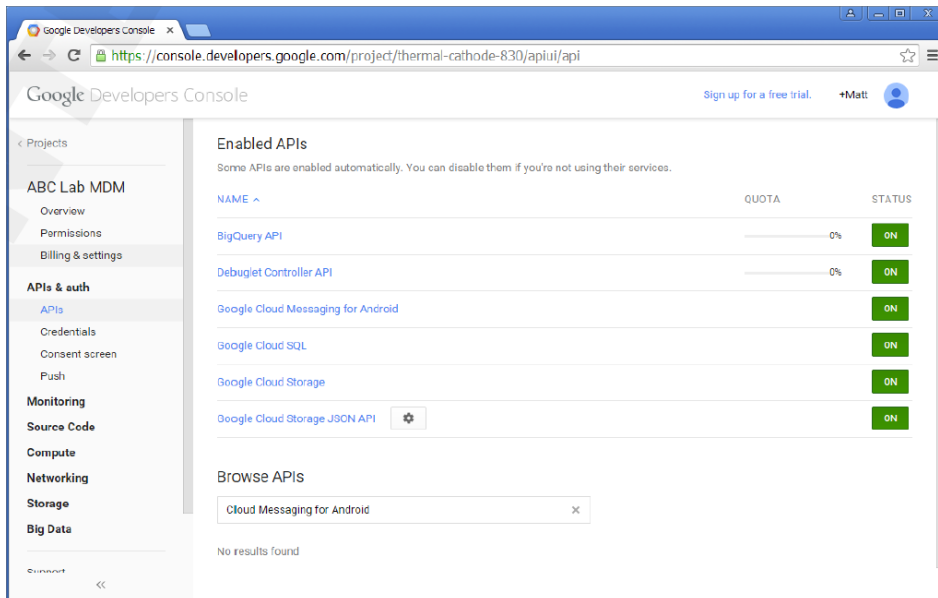 Google Developers Console
https://console.developers.google.com/project/thermal-cathode-830/apiui/api
Google Developers Console
Sign up for a free trial.
+Matt
< Projects
ABC Lab MDM
Overview
Permissions
Billing & settings
APIs & auth
APIs
Credentials
Consent screen
Push
Monitoring
Source Code
Compute
Networking
Storage
Big Data
Support
Enabled APIs
Some APIs are enabled automatically. You can disable them if you're not using their services.
NAME QUOTA STATUS
BigQuery API 0% ON
Debuglet Controller API 0% ON
Google Cloud Messaging for Android ON
Google Cloud SQL ON
Google Cloud Storage ON
Google Cloud Storage JSON API ON
Browse APIs
Cloud Messaging for Android
No results found